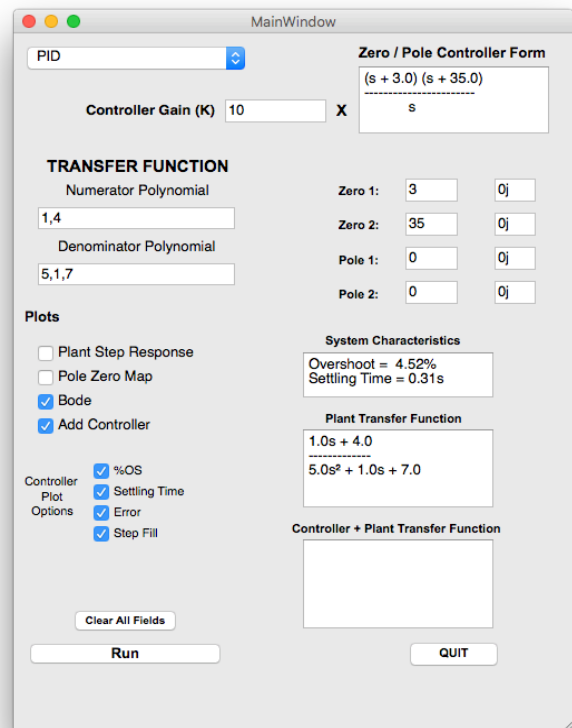 MainWindow
PID
Zero / Pole Controller Form
(s + 3.0) (s + 35.0)
-----------------------
s
Controller Gain (K) 10 X
TRANSFER FUNCTION
Numerator Polynomial
1,4
Denominator Polynomial
5,1,7
Zero 1: 3 0j
Zero 2: 35 0j
Pole 1: 0 0j
Pole 2: 0 0j
Plots
Plant Step Response
Pole Zero Map
Bode
Add Controller
Controller
Plot
Options
%OS
Settling Time
Error
Step Fill
System Characteristics
Overshoot = 4.52%
Settling Time = 0.31s
Plant Transfer Function
1.0s + 4.0
-------------
5.0s² + 1.0s + 7.0
Controller + Plant Transfer Function
Clear All Fields
Run
QUIT